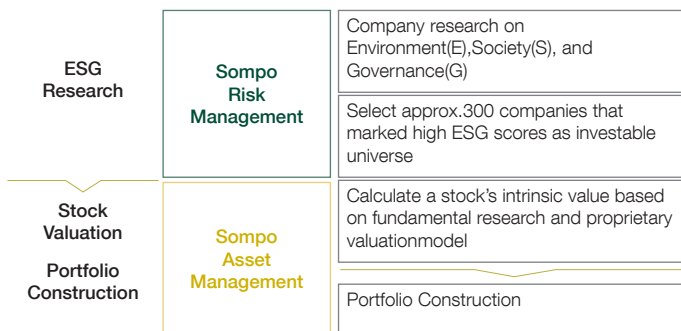 ESG
Research
Sompo
Risk
Management
Company research on
Environment(E),Society(S), and
Governance(G)
Select approx.300 companies that
marked high ESG scores as investable
universe
Stock
Valuation
Portfolio
Construction
Sompo
Asset
Management
Calculate a stock's intrinsic value based
on fundamental research and proprietary
valuationmodel
Portfolio Construction